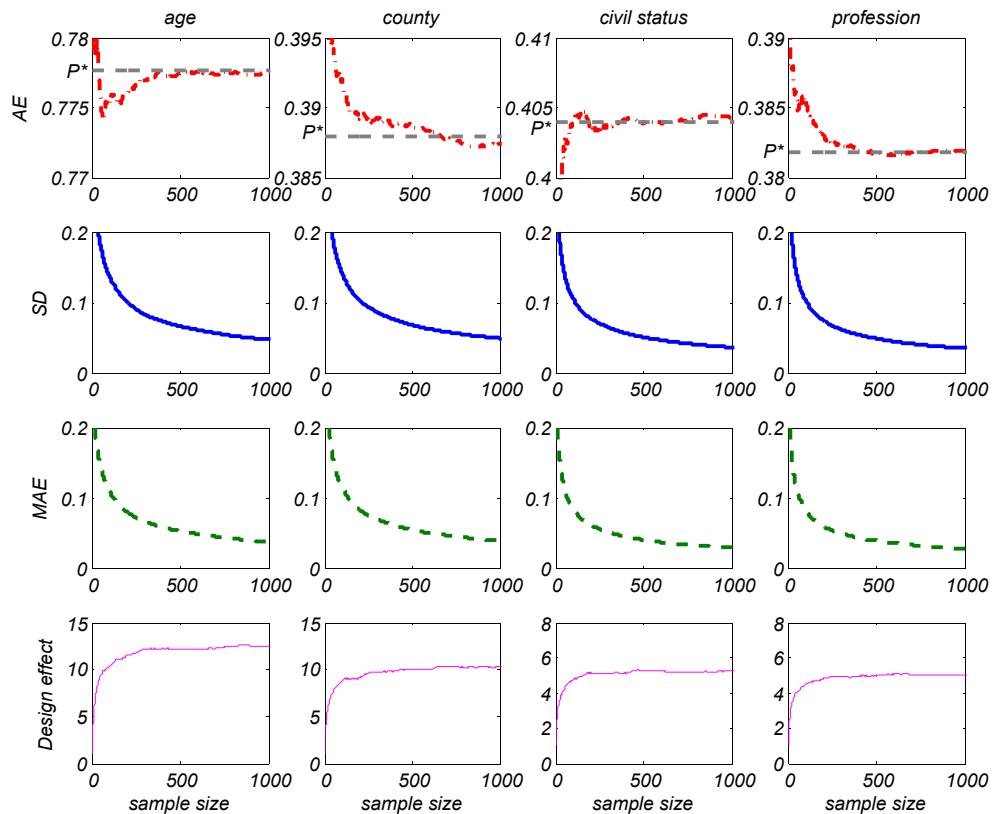 age county civil status profession
0.78 0.395 0.41 0.39
P*
AE 0.775 0.39 0.405 0.385
P* P* P*
0.77 0.385 0.4 0.38
0 500 1000 0 500 1000 0 500 1000 0 500 1000
0.2 0.2 0.2 0.2
SD 0.1 0.1 0.1 0.1
0 0 0 0
0 500 1000 0 500 1000 0 500 1000 0 500 1000
0.2 0.2 0.2 0.2
MAE 0.1 0.1 0.1 0.1
0 0 0 0
0 500 1000 0 500 1000 0 500 1000 0 500 1000
15 15 8 8
Design effect 10 10 6 6
4 4
5 5 2 2
0 0 0 0
0 500 1000 0 500 1000 0 500 1000 0 500 1000
sample size sample size sample size sample size